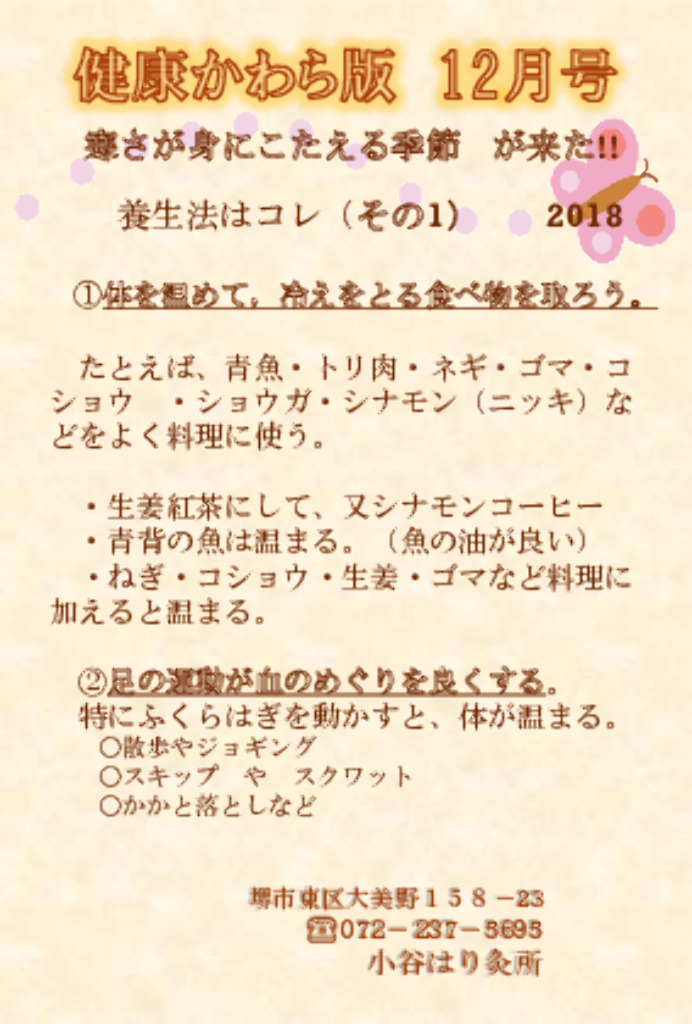 健康かわら版　12月号
寒さが身にこたえる季節　が来た!!
養生法はコレ（その1）　　2018
①体を温めて，冷えをとる食べ物を取ろう。
たとえば、青魚・トリ肉・ネギ・ゴマ・コ
ショウ　・ショウガ・シナモン（ニッキ）な
どをよく料理に使う。
・生姜紅茶にして、又シナモンコーヒー
・青背の魚は温まる。（魚の油が良い）
・ねぎ・コショウ・生姜・ゴマなど料理に
加えると温まる。
②足の運動が血のめぐりを良くする。
特にふくらはぎを動かすと、体が温まる。
〇散歩やジョギング
〇スキップ　や　スクワット
〇かかと落としなど
堺市東区大美野１５８－23
☎072－237－5695
小谷はり灸所